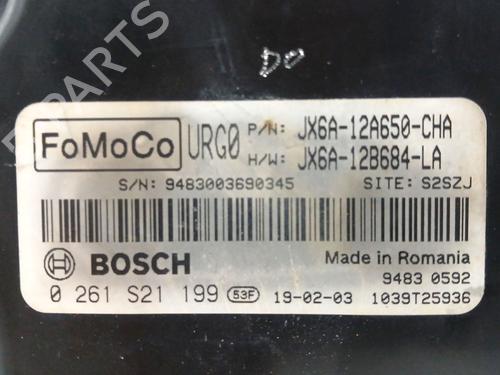 PARTS
FoMoCo URG0 P/N: JX6A-12A650-CHA
H/W: JX6A-12B684-LA
S/N: 9483003690345 SITE: S2SZJ
BOSCH Made in Romania
9483 0592
0 261 S21 199 53F 19-02-03 1039T25936